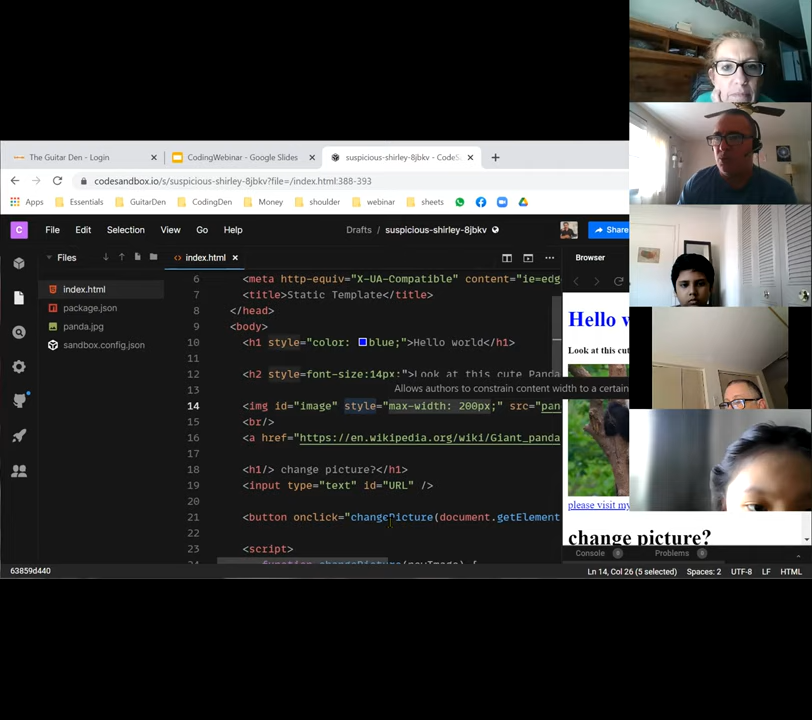 The Guitar Den - Login
CodingWebinar - Google Slides
suspicious-shirley-8jbkv - CodeS
codesandbox.io/s/suspicious-shirley-8jbkv?file=/index.html:388-393
Apps Essentials GuitarDen CodingDen Money shoulder webinar sheets
C File Edit Selection View Go Help Drafts / suspicious-shirley-8jbkv Share
Files
index.html
package.json
panda.jpg
sandbox.config.json
index.html
6 <meta http-equiv="X-UA-Compatible" content="ie=edg
7 <title>Static Template</title>
8 </head>
9 <body>
10 <h1 style="color: blue;">Hello world</h1>
11
12 <h2 style=font-size:14px;">Look at this cute Panda
13 Allows authors to constrain content width to a certain
14 <img id="image" style="max-width: 200px;" src="pan
15 <br/>
16 <a href="https://en.wikipedia.org/wiki/Giant_panda
17
18 <h1/> change picture?</h1>
19 <input type="text" id="URL" />
20
21 <button onclick="changePicture(document.getElement
22
23 <script>
24 function changePicture(newImage) {
Browser
Hello w
Look at this cut
please visit my
change picture?
Console 0 Problems 0
63859d440
Ln 14, Col 26 (5 selected) Spaces: 2 UTF-8 LF HTML